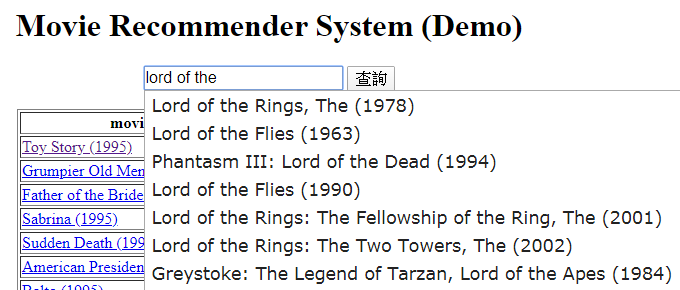 Movie Recommender System (Demo)
lord of the 查詢
Lord of the Rings, The (1978)
Lord of the Flies (1963)
Phantasm III: Lord of the Dead (1994)
Lord of the Flies (1990)
Lord of the Rings: The Fellowship of the Ring, The (2001)
Lord of the Rings: The Two Towers, The (2002)
Greystoke: The Legend of Tarzan, Lord of the Apes (1984)
movi
Toy Story (1995)
Grumpier Old Men
Father of the Bride
Sabrina (1995)
Sudden Death (199
American Presiden
(1995)